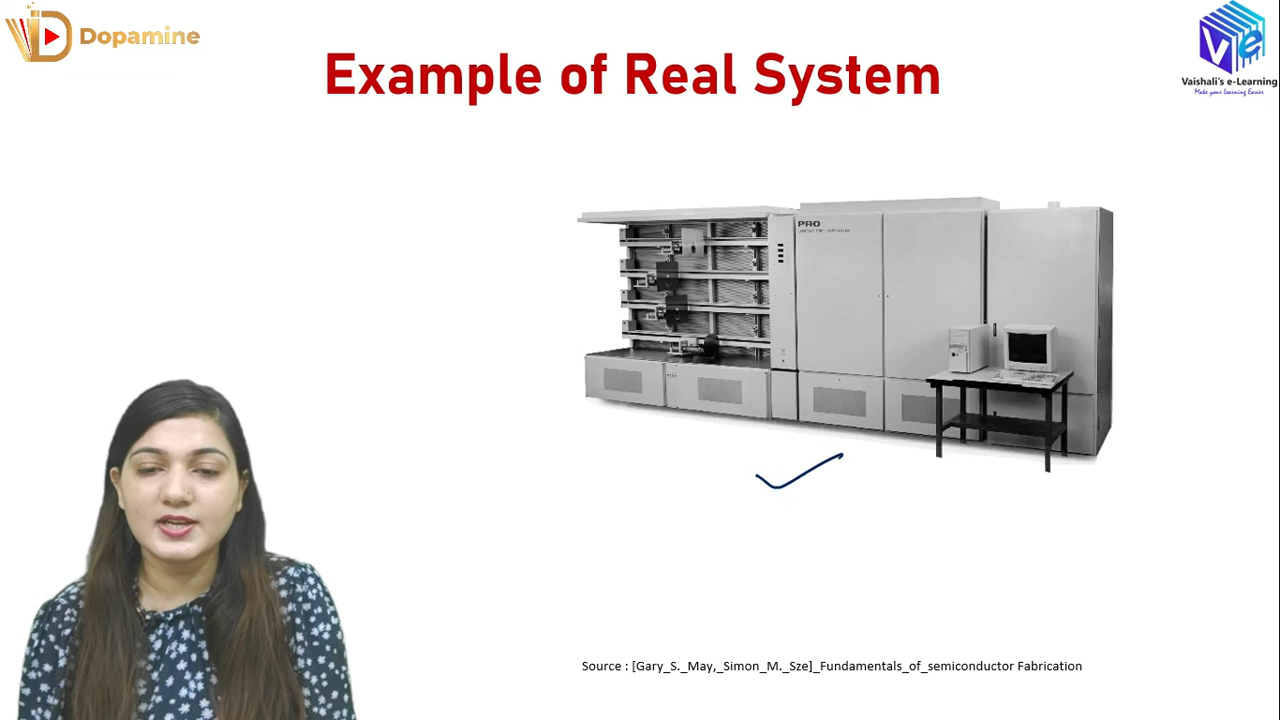 Dopamine
Example of Real System
Vaishali's e-Learning
Make your Learning Easier
PRO
Source : [Gary_S._May,_Simon_M._Sze]_Fundamentals_of_semiconductor Fabrication